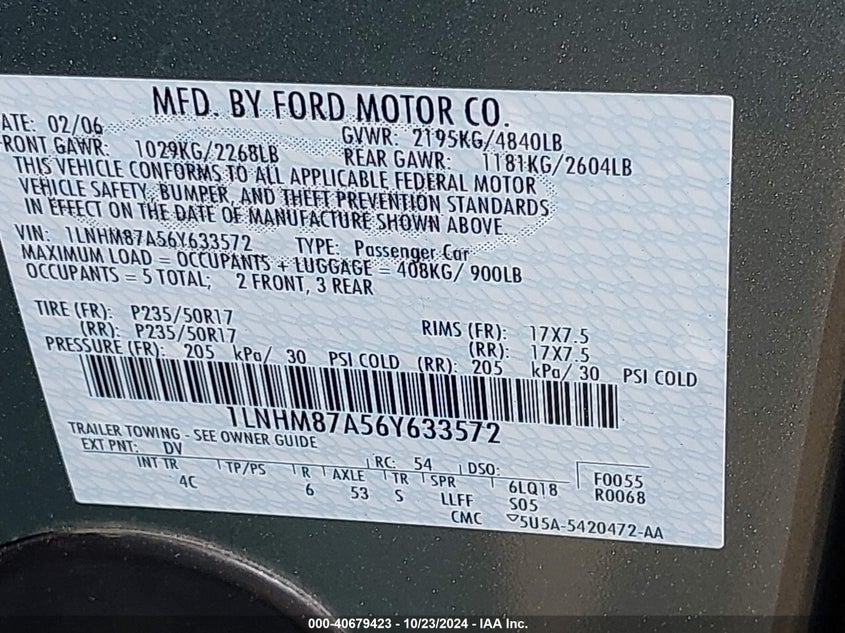 MFD. BY FORD MOTOR CO.
ATE: 02/06 GVWR: 2195KG/4840LB
RONT GAWR: 1029KG/2268LB REAR GAWR: 1181KG/2604LB
THIS VEHICLE CONFORMS TO ALL APPLICABLE FEDERAL MOTOR
VEHICLE SAFETY, BUMPER, AND THEFT PREVENTION STANDARDS
IN EFFECT ON THE DATE OF MANUFACTURE SHOWN ABOVE
VIN: 1LNHM87A56Y633572 TYPE: Passenger Car
MAXIMUM LOAD = OCCUPANTS + LUGGAGE = 408KG/ 900LB
OCCUPANTS = 5 TOTAL; 2 FRONT, 3 REAR
TIRE (FR): P235/50R17 RIMS (FR): 17X7.5
(RR): P235/50R17 (RR): 17X7.5
PRESSURE (FR): 205 kPa/ 30 PSI COLD (RR): 205 kPa/ 30 PSI COLD
1LNHM87A56Y633572
TRAILER TOWING - SEE OWNER GUIDE
EXT PNT: DV RC: 54 DSO: F0055
INT TR TP/PS R AXLE TR SPR 6LQ18 R0068
4C 6 53 S LLFF S05
CMC 5U5A-5420472-AA
000-40679423 - 10/23/2024 - IAA Inc.